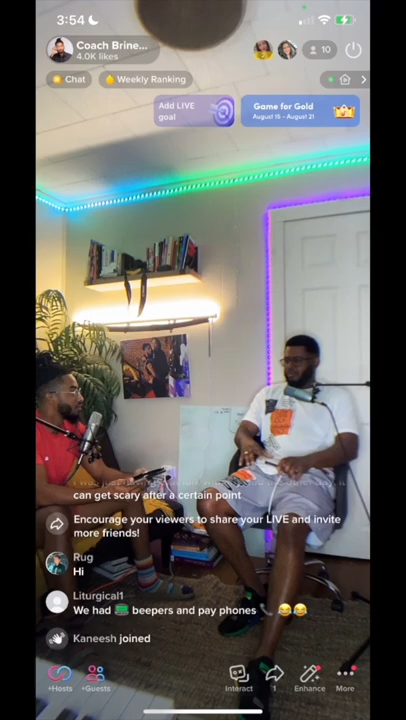 3:54
Coach Brine...
4.0K likes
10
Chat
Weekly Ranking
Add LIVE
goal
Game for Gold
August 15 - August 21
can get scary after a certain point
Encourage your viewers to share your LIVE and invite
more friends!
Rug
Hi
Liturgical1
We had 📟 beepers and pay phones 😂😂
Kaneesh joined
+Hosts
+Guests
Interact
1
Enhance
More